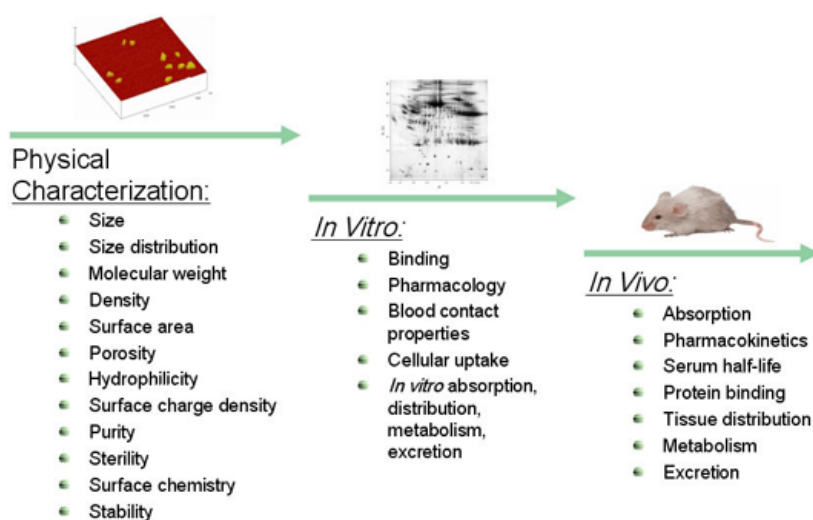 Physical
Characterization:
Size
Size distribution
Molecular weight
Density
Surface area
Porosity
Hydrophilicity
Surface charge density
Purity
Sterility
Surface chemistry
Stability
In Vitro:
Binding
Pharmacology
Blood contact
properties
Cellular uptake
In vitro absorption,
distribution,
metabolism,
excretion
In Vivo:
Absorption
Pharmacokinetics
Serum half-life
Protein binding
Tissue distribution
Metabolism
Excretion